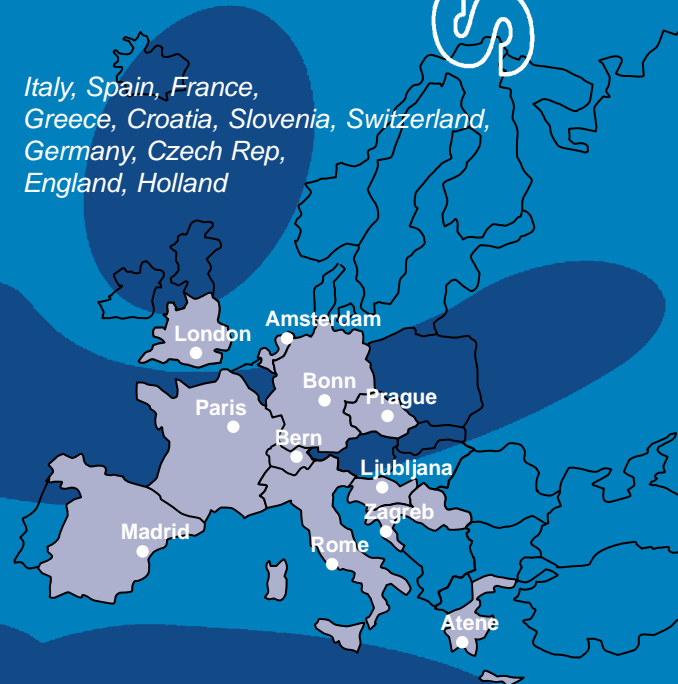 S
Italy, Spain, France,
Greece, Croatia, Slovenia, Switzerland,
Germany, Czech Rep,
England, Holland
London
Amsterdam
Bonn
Prague
Paris
Bern
Ljubljana
Zagreb
Madrid
Rome
Atene